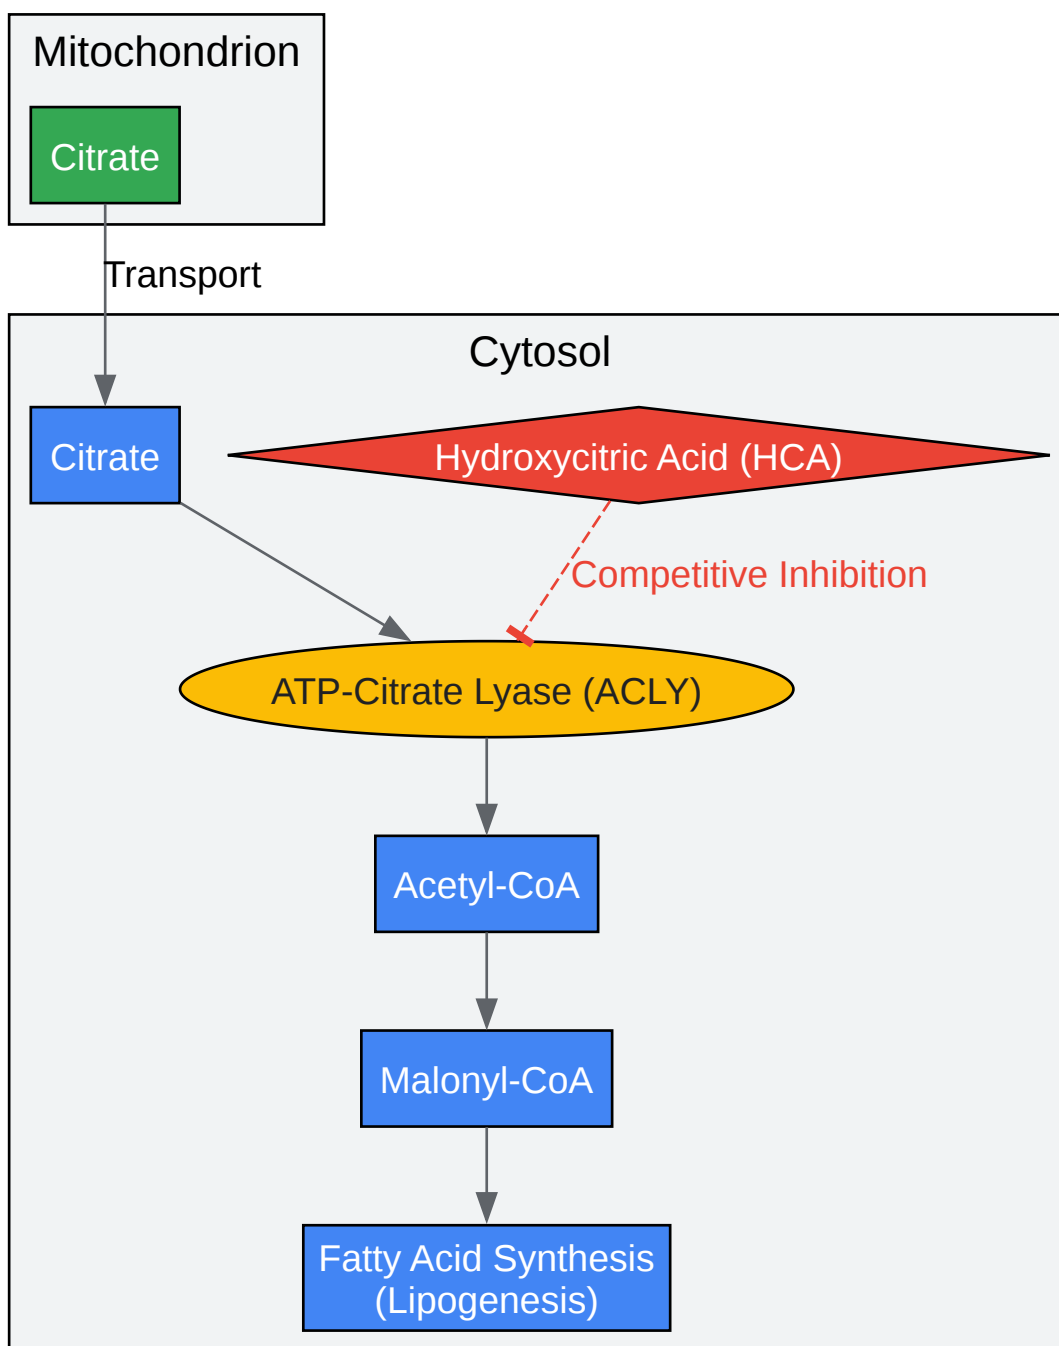 Mitochondrion
Citrate
Transport
Cytosol
Citrate
Hydroxycitric Acid (HCA)
Competitive Inhibition
ATP-Citrate Lyase (ACLY)
Acetyl-CoA
Malonyl-CoA
Fatty Acid Synthesis
(Lipogenesis)